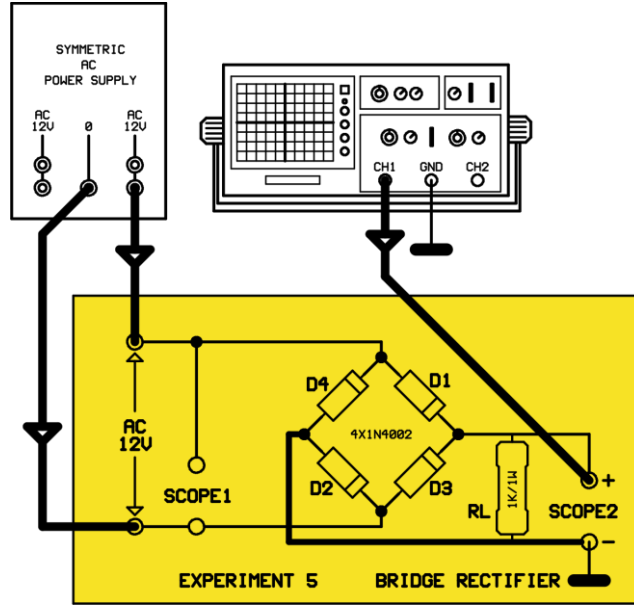 SYMMETRIC
AC
POWER SUPPLY
AC
12V
0
AC
12V
CH1
GND
CH2
AC
12V
SCOPE1
D4
D1
4X1N4002
D2
D3
RL
1K/1W
+
SCOPE2
-
EXPERIMENT 5
BRIDGE RECTIFIER